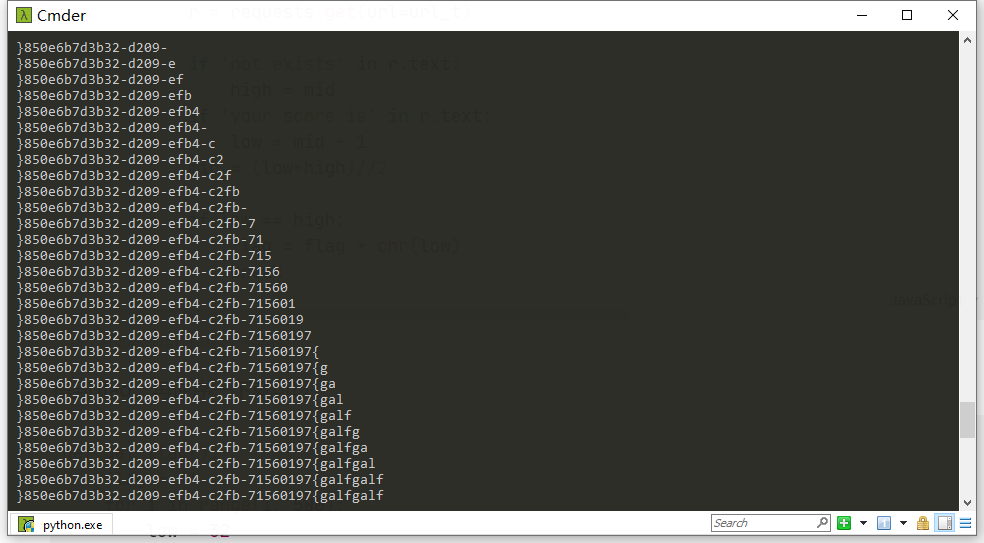 Cmder
}850e6b7d3b32-d209-
}850e6b7d3b32-d209-e
}850e6b7d3b32-d209-ef
}850e6b7d3b32-d209-efb
}850e6b7d3b32-d209-efb4
}850e6b7d3b32-d209-efb4-
}850e6b7d3b32-d209-efb4-c
}850e6b7d3b32-d209-efb4-c2
}850e6b7d3b32-d209-efb4-c2f
}850e6b7d3b32-d209-efb4-c2fb
}850e6b7d3b32-d209-efb4-c2fb-
}850e6b7d3b32-d209-efb4-c2fb-7
}850e6b7d3b32-d209-efb4-c2fb-71
}850e6b7d3b32-d209-efb4-c2fb-715
}850e6b7d3b32-d209-efb4-c2fb-7156
}850e6b7d3b32-d209-efb4-c2fb-71560
}850e6b7d3b32-d209-efb4-c2fb-715601
}850e6b7d3b32-d209-efb4-c2fb-7156019
}850e6b7d3b32-d209-efb4-c2fb-71560197
}850e6b7d3b32-d209-efb4-c2fb-71560197{
}850e6b7d3b32-d209-efb4-c2fb-71560197{g
}850e6b7d3b32-d209-efb4-c2fb-71560197{ga
}850e6b7d3b32-d209-efb4-c2fb-71560197{gal
}850e6b7d3b32-d209-efb4-c2fb-71560197{galf
}850e6b7d3b32-d209-efb4-c2fb-71560197{galfg
}850e6b7d3b32-d209-efb4-c2fb-71560197{galfga
}850e6b7d3b32-d209-efb4-c2fb-71560197{galfgal
}850e6b7d3b32-d209-efb4-c2fb-71560197{galfgalf
}850e6b7d3b32-d209-efb4-c2fb-71560197{galfgalf
python.exe
Search